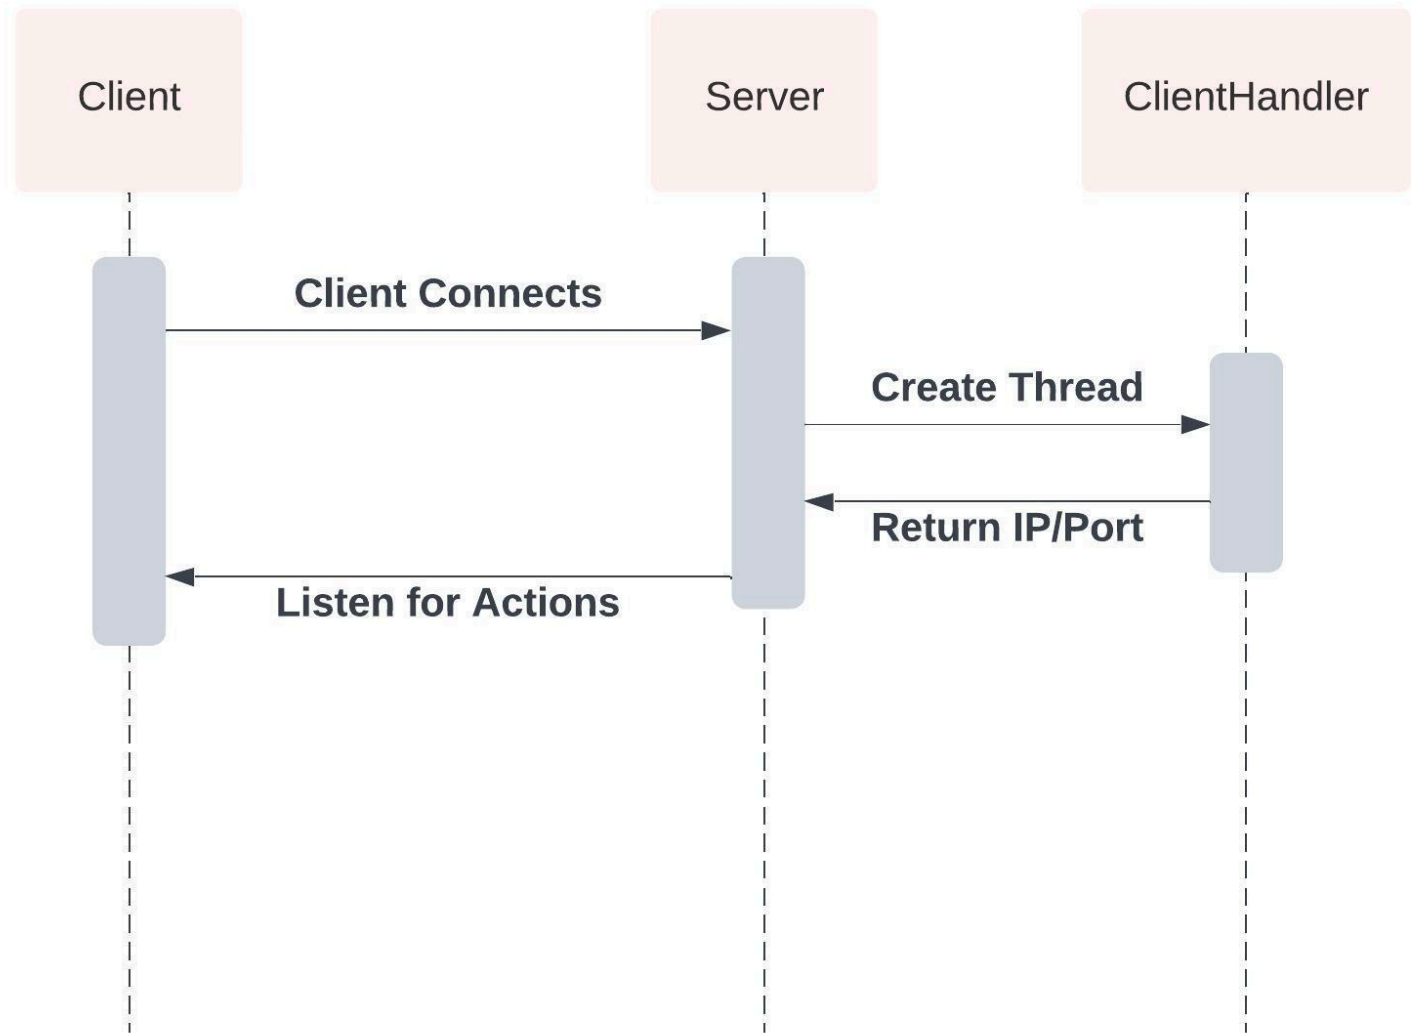 Client
Server
ClientHandler
Client Connects
Create Thread
Return IP/Port
Listen for Actions